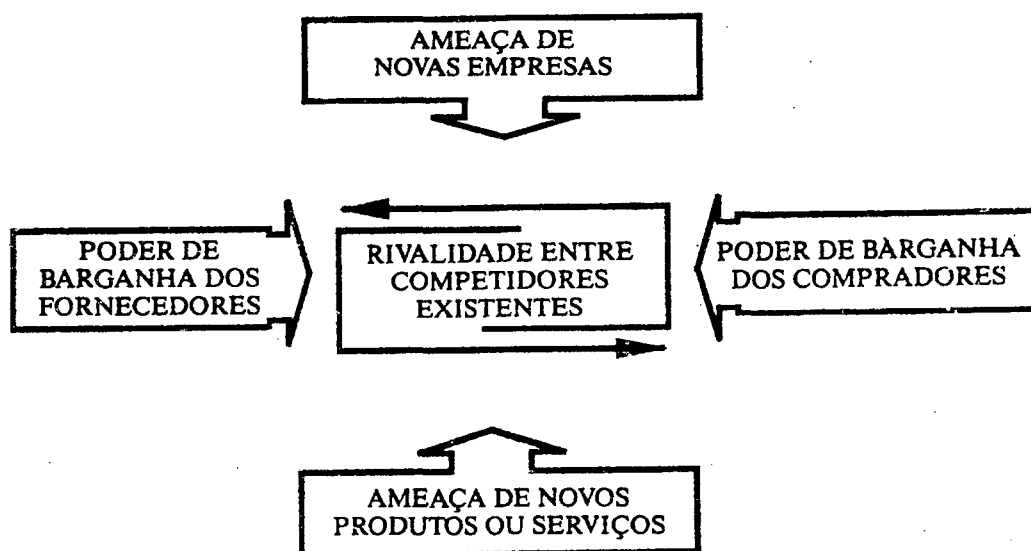 AMEAÇA DE
NOVAS EMPRESAS
PODER DE
BARGANHA DOS
FORNECEDORES
RIVALIDADE ENTRE
COMPETIDORES
EXISTENTES
PODER DE BARGANHA
DOS COMPRADORES
AMEAÇA DE NOVOS
PRODUTOS OU SERVIÇOS